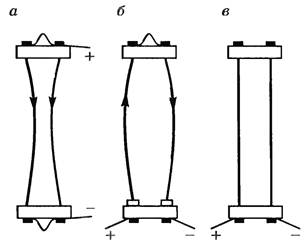 а б в
+
− + − + −